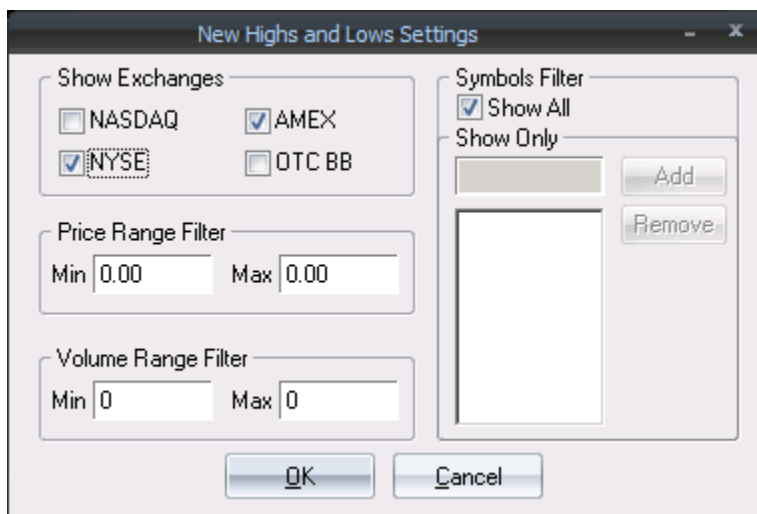 New Highs and Lows Settings
Show Exchanges
NASDAQ AMEX
NYSE OTC BB
Price Range Filter
Min 0.00 Max 0.00
Volume Range Filter
Min 0 Max 0
Symbols Filter
Show All
Show Only
Add
Remove
OK Cancel